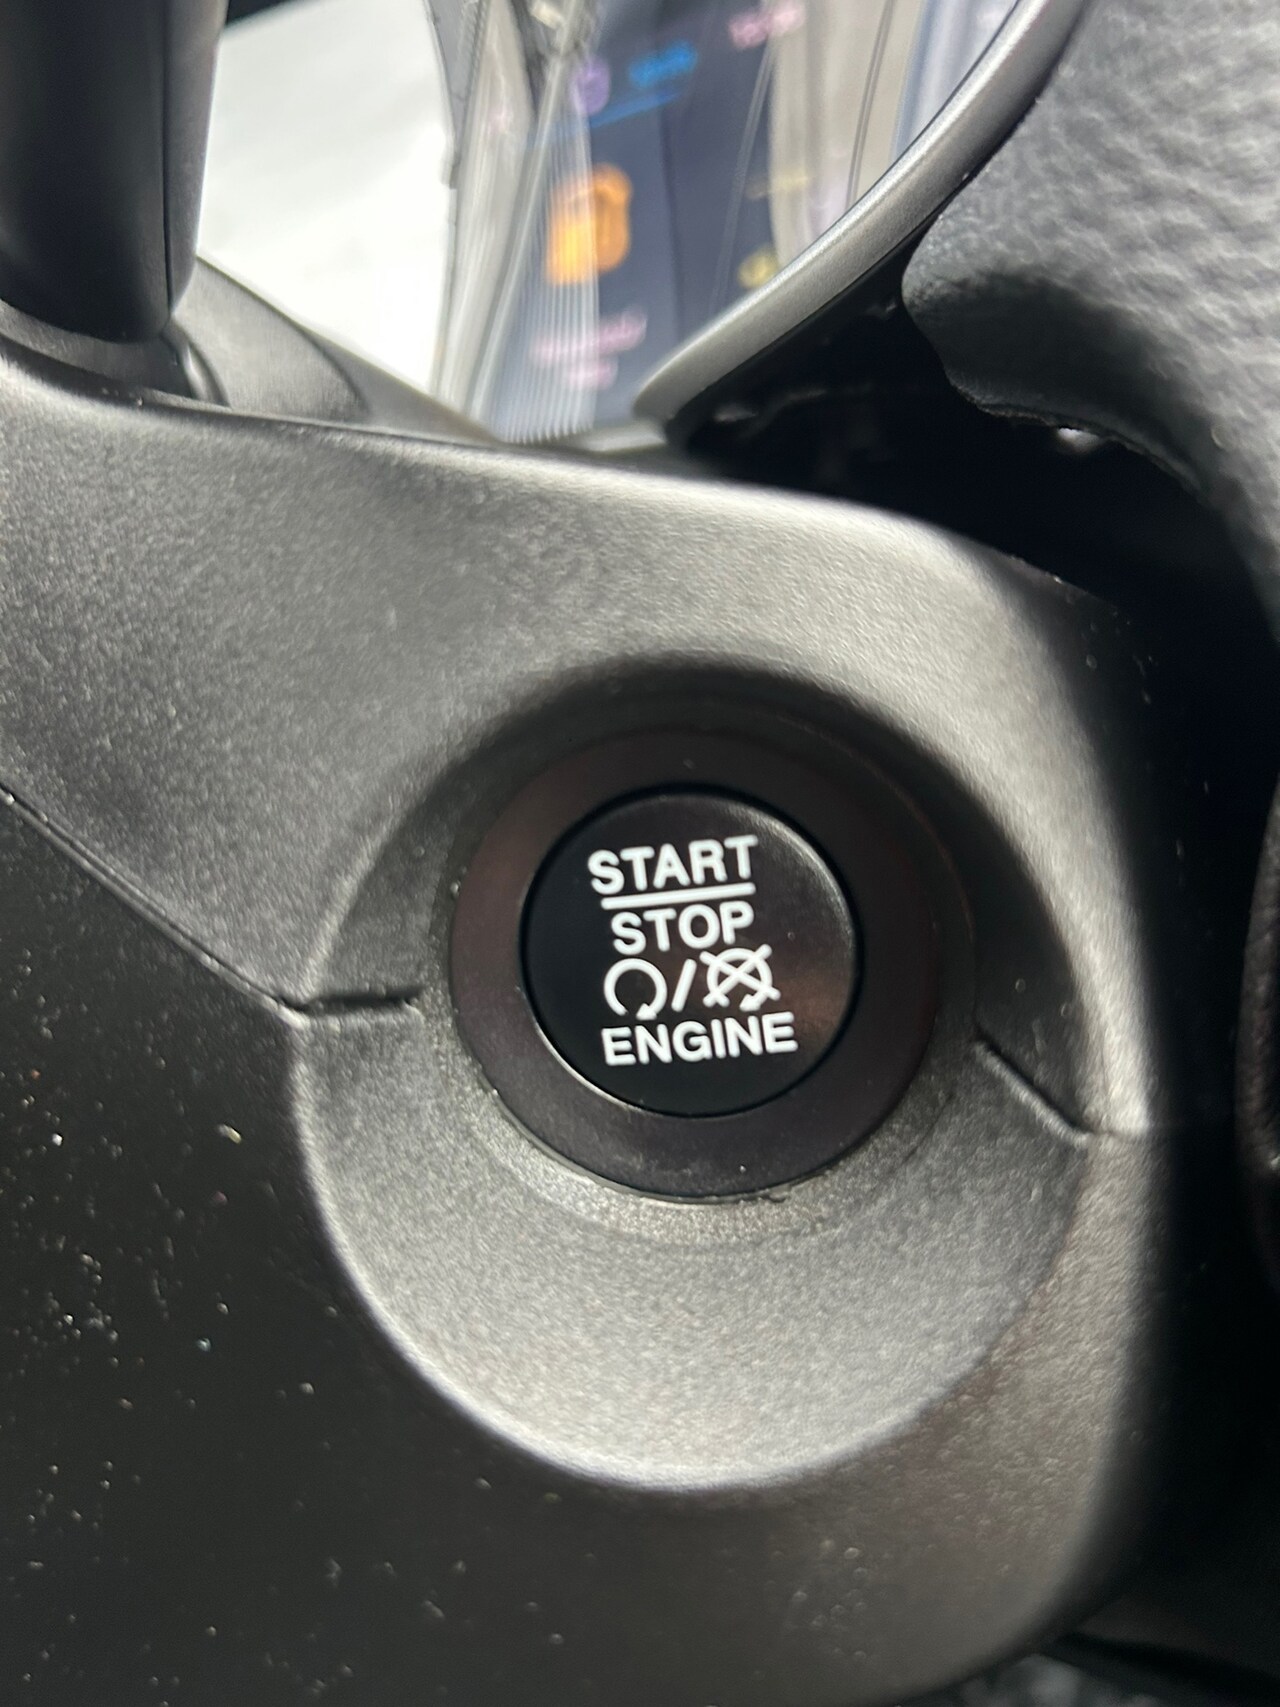 START
STOP
/
ENGINE